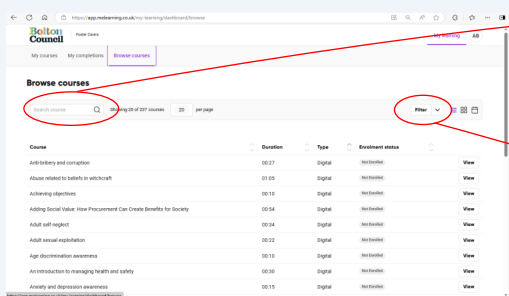 https://app.melearning.co.uk/my-learning/dashboard/browse
Bolton Council
Foster Carers
My learning
AB
My courses
My completions
Browse courses
Browse courses
Search course
Showing 20 of 257 courses
20
per page
Filter
Course
Duration
Type
Enrolment status
Anti-bribery and corruption
00:27
Digital
Not Enrolled
View
Abuse related to beliefs in witchcraft
01:05
Digital
Not Enrolled
View
Achieving objectives
00:10
Digital
Not Enrolled
View
Adding Social Value: How Procurement Can Create Benefits for Society
00:54
Digital
Not Enrolled
View
Adult self-neglect
00:34
Digital
Not Enrolled
View
Adult sexual exploitation
00:22
Digital
Not Enrolled
View
Age discrimination awareness
00:10
Digital
Not Enrolled
View
An introduction to managing health and safety
00:30
Digital
Not Enrolled
View
Anxiety and depression awareness
00:15
Digital
Not Enrolled
View